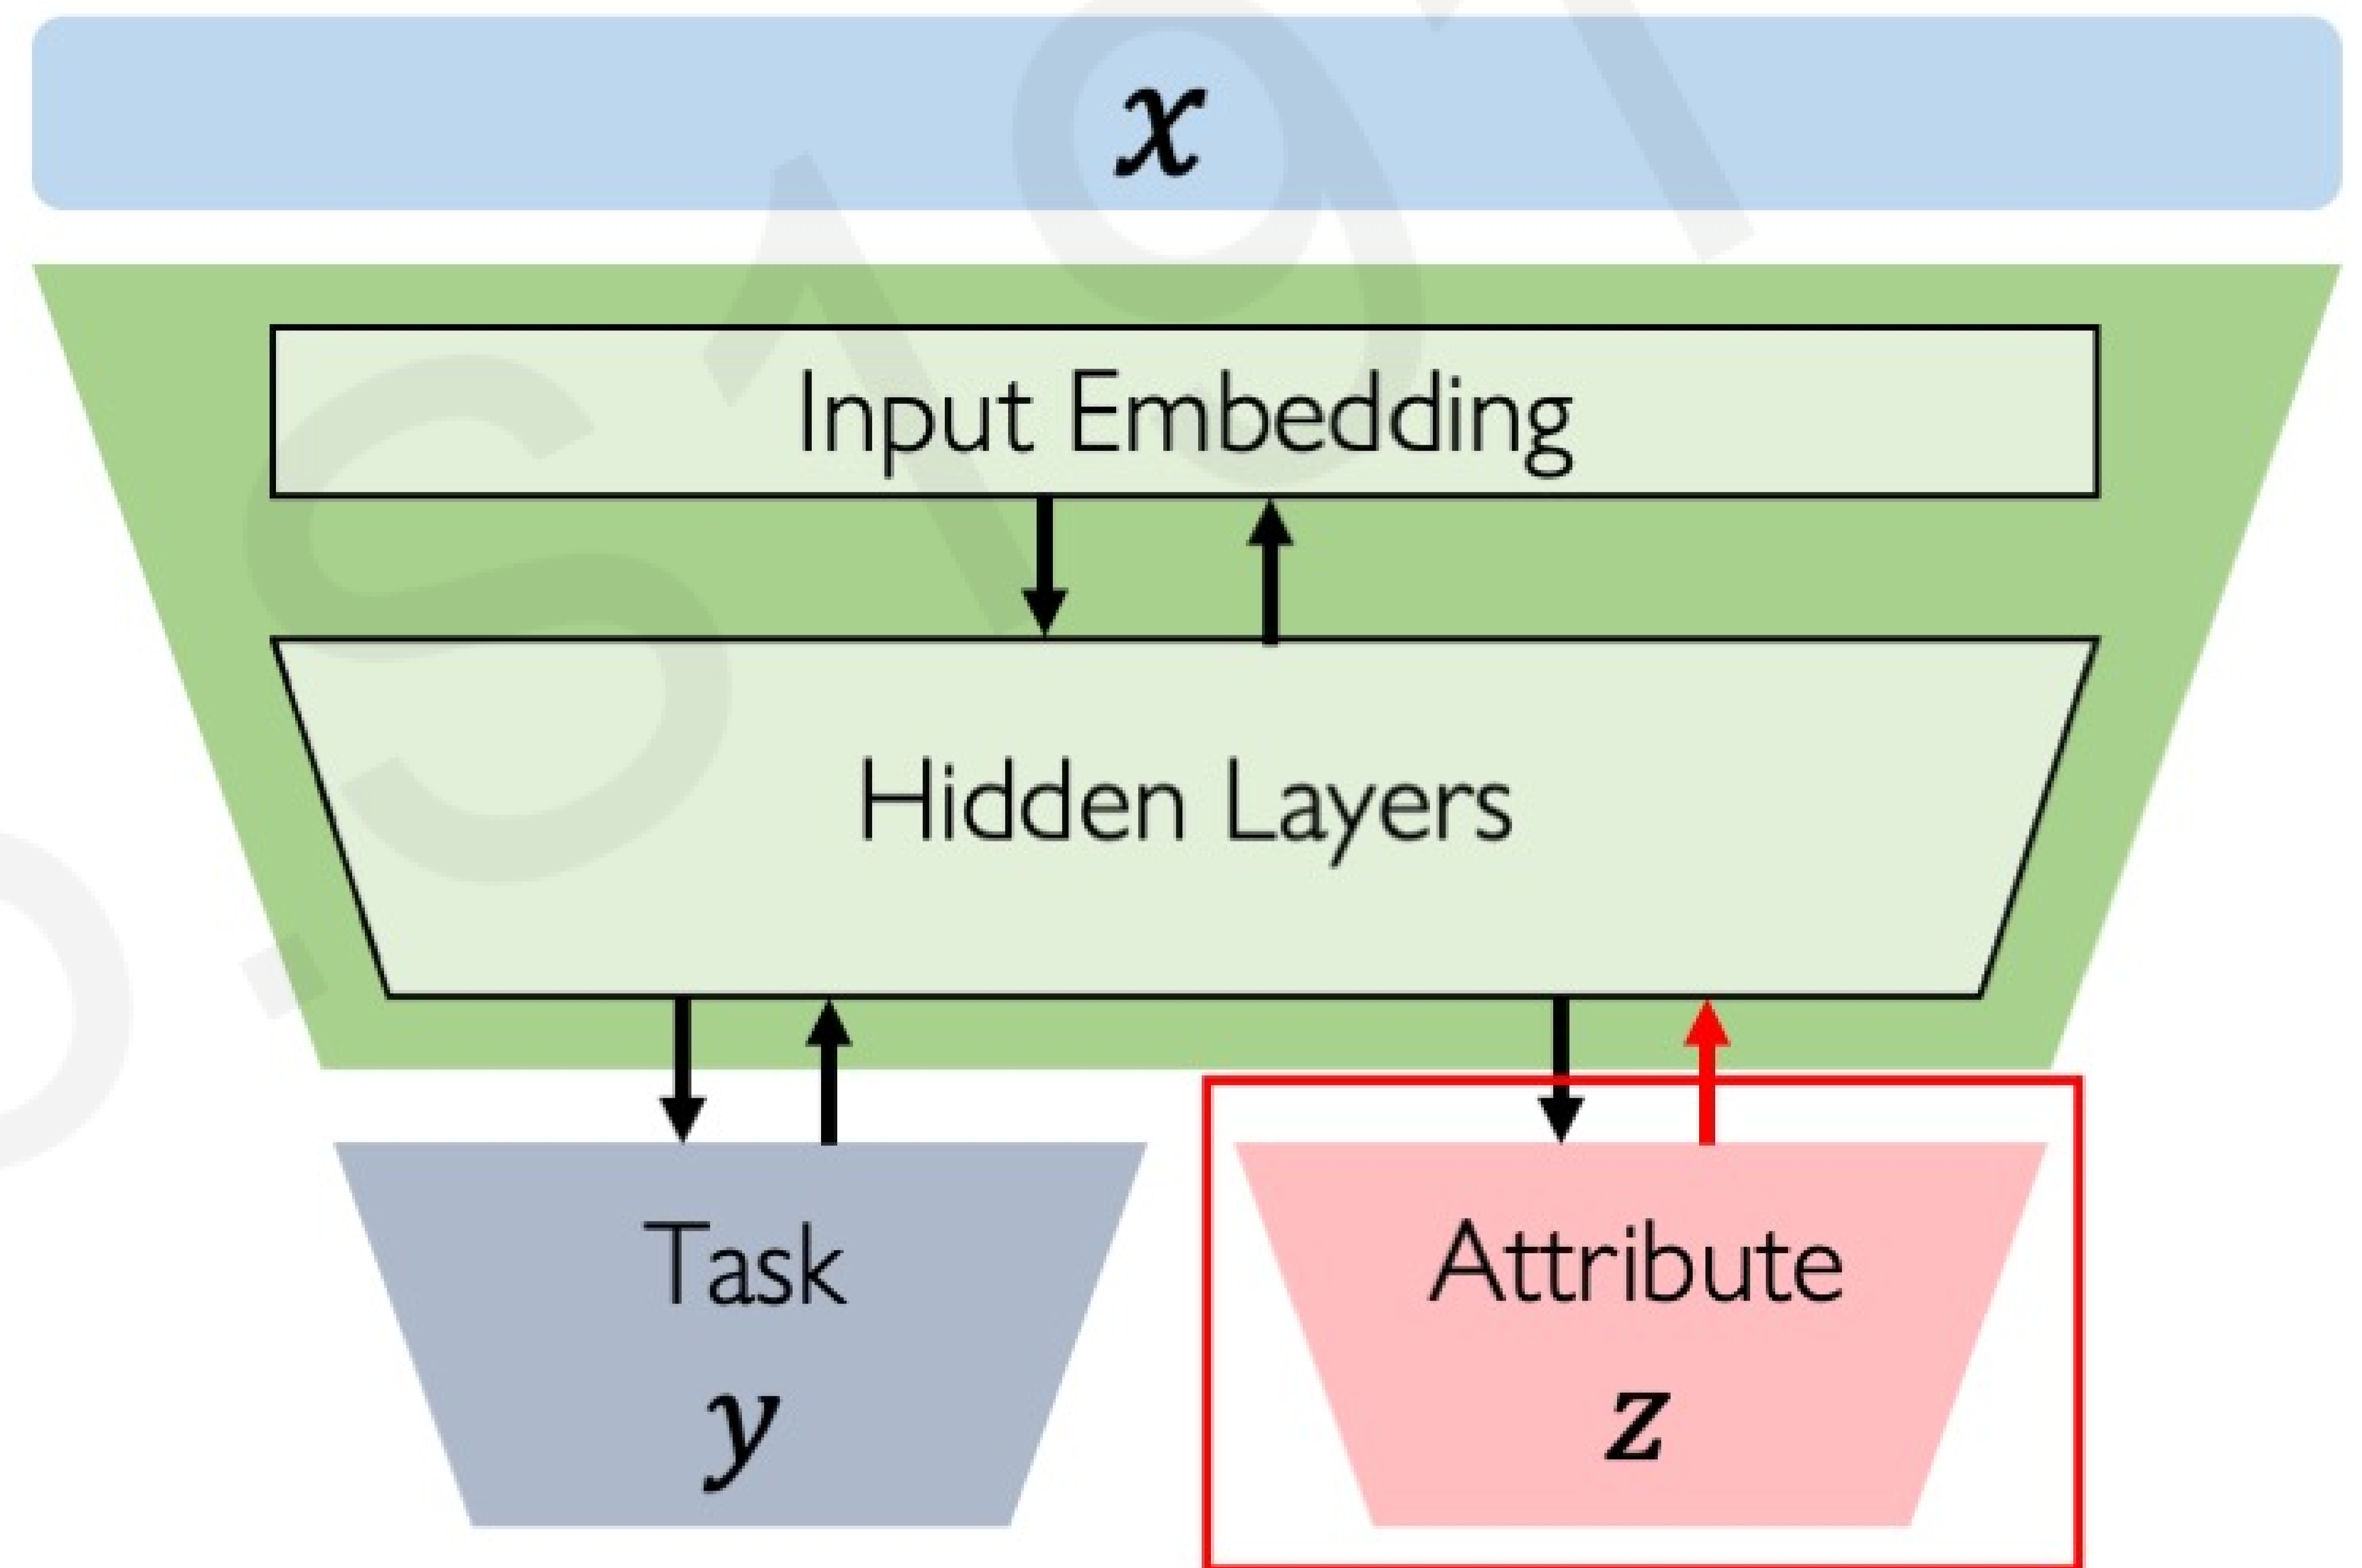 x
Input Embedding
Hidden Layers
Task
y
Attribute
z